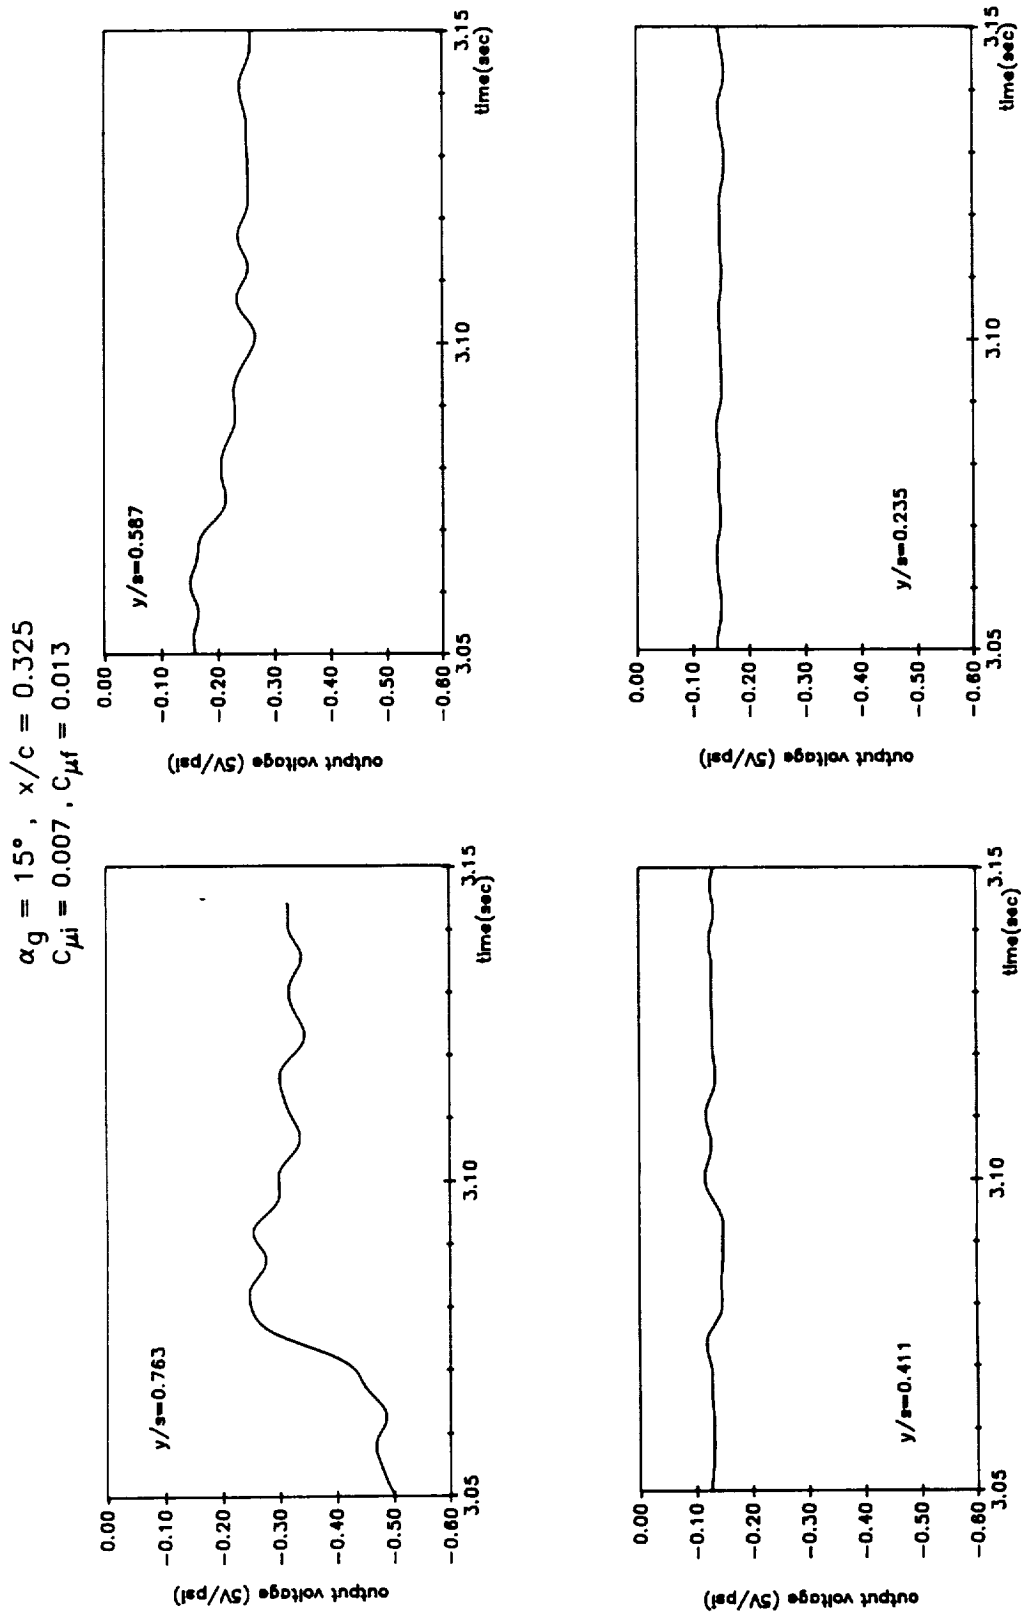 αg = 15° , x/c = 0.325
Cμi = 0.007 , Cμf = 0.013
output voltage (5V/psi)
0.00
-0.10
-0.20
-0.30
-0.40
-0.50
-0.60
y/s=0.763
3.05
3.10
3.15
time(sec)
output voltage (5V/psi)
0.00
-0.10
-0.20
-0.30
-0.40
-0.50
-0.60
y/s=0.587
3.05
3.10
3.15
time(sec)
output voltage (5V/psi)
0.00
-0.10
-0.20
-0.30
-0.40
-0.50
-0.60
y/s=0.411
3.05
3.10
3.15
time(sec)
output voltage (5V/psi)
0.00
-0.10
-0.20
-0.30
-0.40
-0.50
-0.60
y/s=0.235
3.05
3.10
3.15
time(sec)